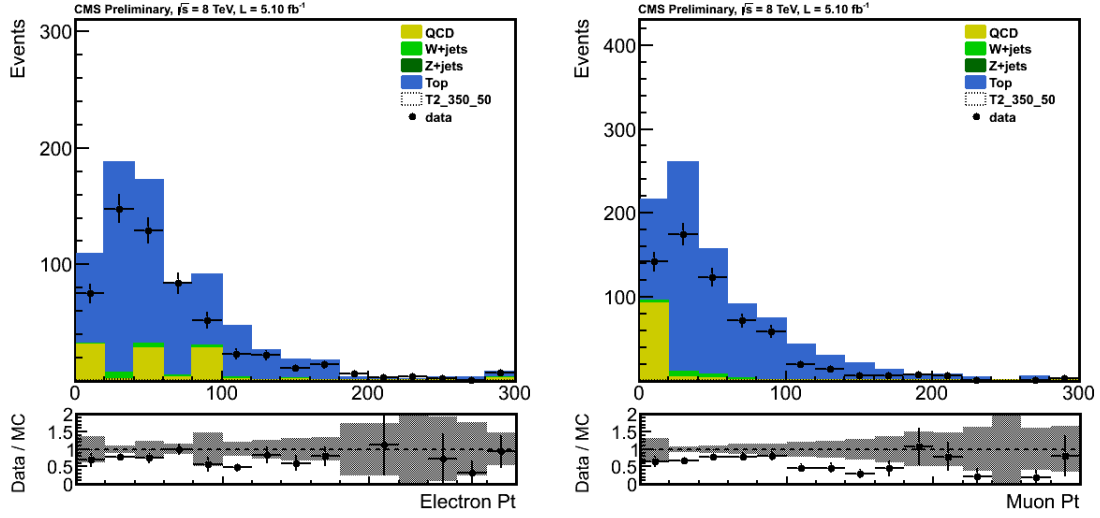 CMS Preliminary, √s = 8 TeV, L = 5.10 fb⁻¹
Events
300
200
100
QCD
W+jets
Z+jets
Top
T2_350_50
data
0 100 200 300
Data / MC
2
1.5
1
0.5
0
Electron Pt
CMS Preliminary, √s = 8 TeV, L = 5.10 fb⁻¹
Events
400
300
200
100
QCD
W+jets
Z+jets
Top
T2_350_50
data
0 100 200 300
Data / MC
2
1.5
1
0.5
0
Muon Pt